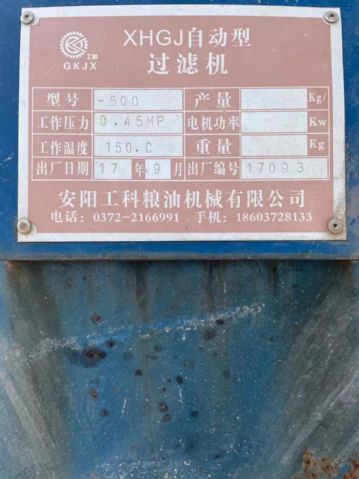 工科
GKJX
XHGJ自动型
过滤机
型号 -500 产量 Kg/
工作压力 0.45MP 电机功率 Kw
工作温度 150.C 重量 Kg
出厂日期 17 年 9 月 出厂编号 17093
安阳工科粮油机械有限公司
电话：0372-2166991 手机：18603728133